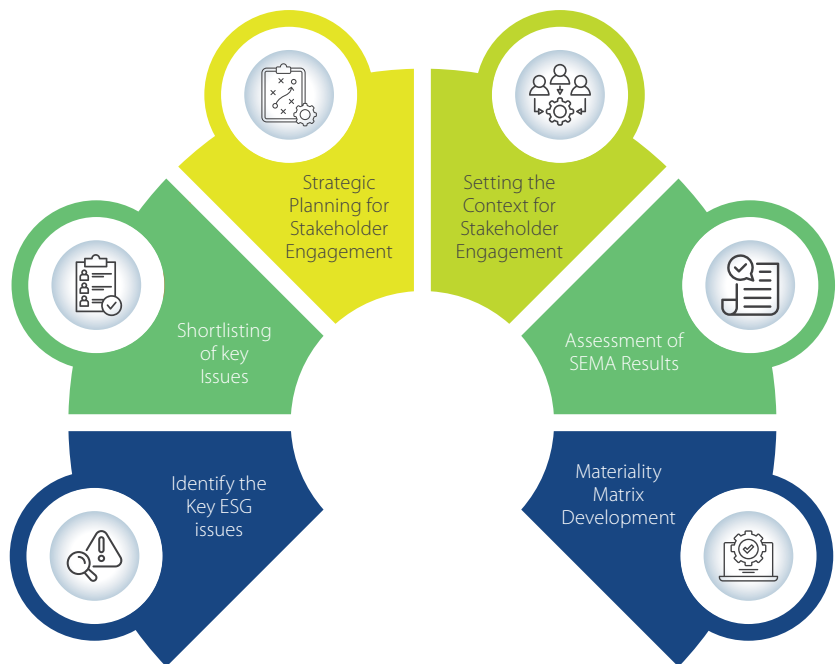 Identify the
Key ESG
issues
Shortlisting
of key
Issues
Strategic
Planning for
Stakeholder
Engagement
Setting the
Context for
Stakeholder
Engagement
Assessment of
SEMA Results
Materiality
Matrix
Development